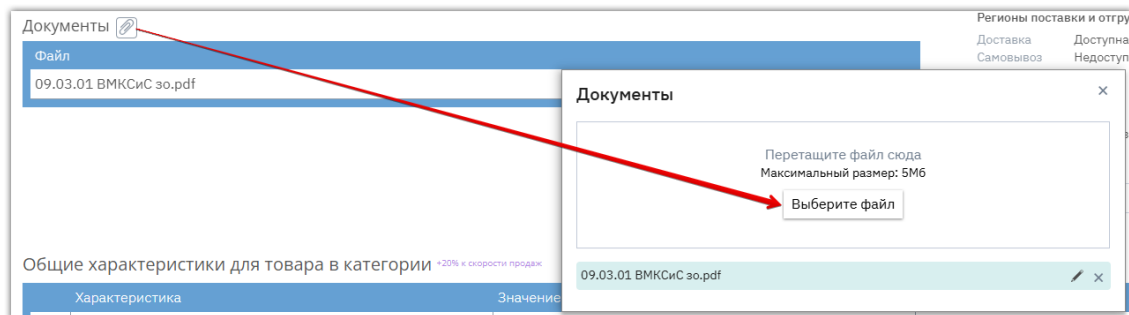 Документы
Файл
09.03.01 ВМКСиС зо.pdf
Регионы поставки и отгру
Доставка Доступна
Самовывоз Недоступ
Документы
Перетащите файл сюда
Максимальный размер: 5Мб
Выберите файл
09.03.01 ВМКСиС зо.pdf
Общие характеристики для товара в категории +20% к скорости продаж
Характеристика Значение